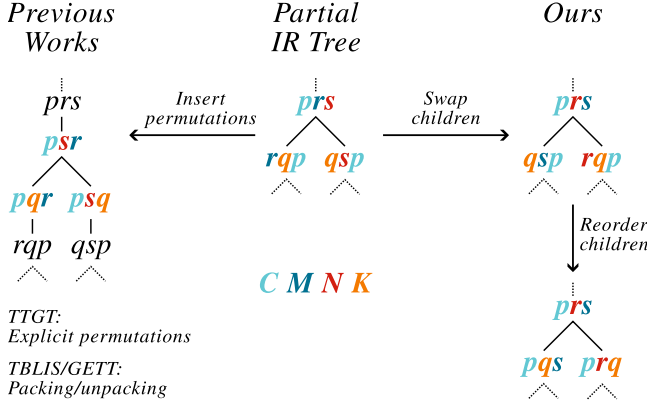 Previous
Works
Partial
IR Tree
Ours
prs
psr
pqr psq
rqp qsp
Insert
permutations
prs
rqp qsp
Swap
children
prs
qsp rqp
Reorder
children
prs
pqs prq
C M N K
TTGT:
Explicit permutations
TBLIS/GETT:
Packing/unpacking